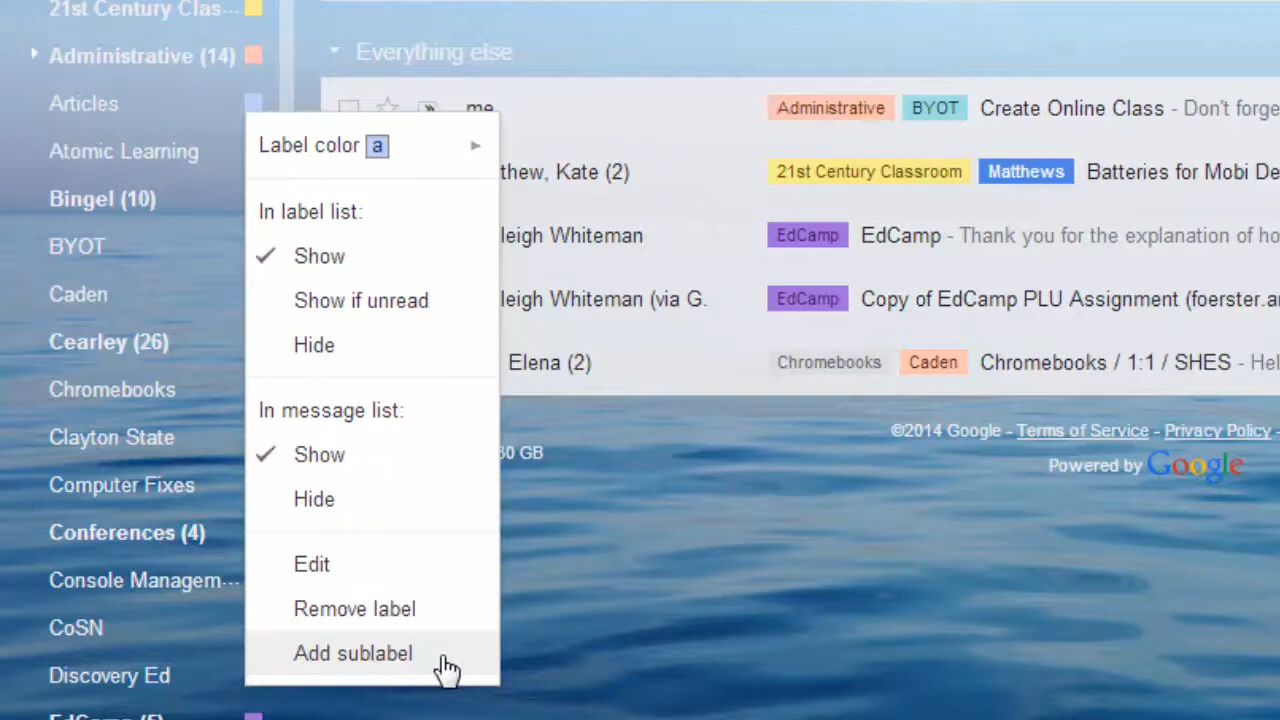 21st Century Clas...
Administrative (14)
Articles
Atomic Learning
Bingel (10)
BYOT
Caden
Cearley (26)
Chromebooks
Clayton State
Computer Fixes
Conferences (4)
Console Managem...
CoSN
Discovery Ed
EdCamp (5)
Label color a
In label list:
Show
Show if unread
Hide
In message list:
Show
Hide
Edit
Remove label
Add sublabel
Everything else
me Administrative BYOT Create Online Class - Don't forge
thew, Kate (2) 21st Century Classroom Matthews Batteries for Mobi De
leigh Whiteman EdCamp EdCamp - Thank you for the explanation of ho
leigh Whiteman (via G. EdCamp Copy of EdCamp PLU Assignment (foerster.a
Elena (2) Chromebooks Caden Chromebooks / 1:1 / SHES - Hel
30 GB
©2014 Google - Terms of Service - Privacy Policy -
Powered by Google